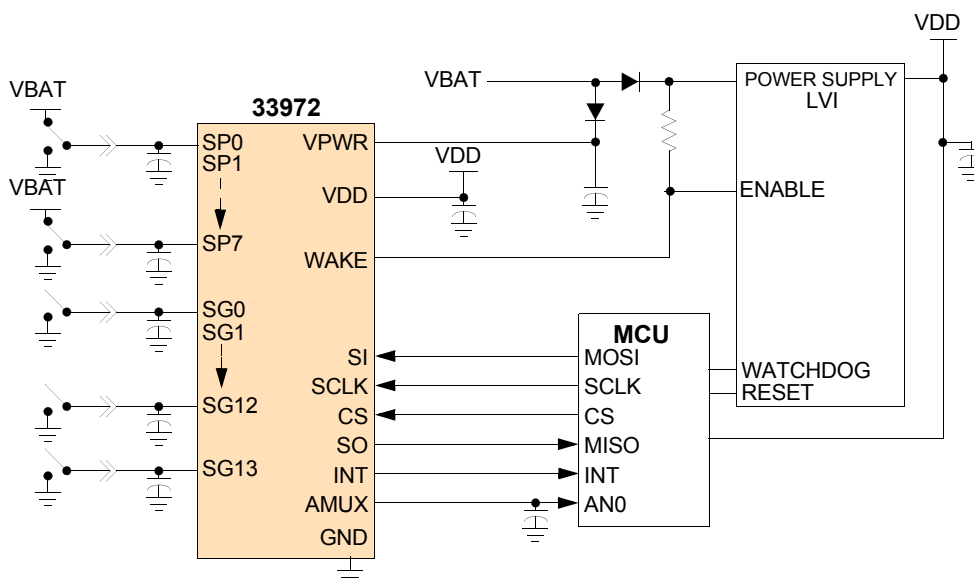 VDD
VBAT
33972
VBAT
POWER SUPPLY
LVI
SP0
SP1
VPWR
VDD
VBAT
VDD
ENABLE
SP7
WAKE
SG0
SG1
MCU
SI
MOSI
SCLK
SCLK
WATCHDOG
RESET
SG12
CS
CS
SO
MISO
SG13
INT
INT
AMUX
AN0
GND